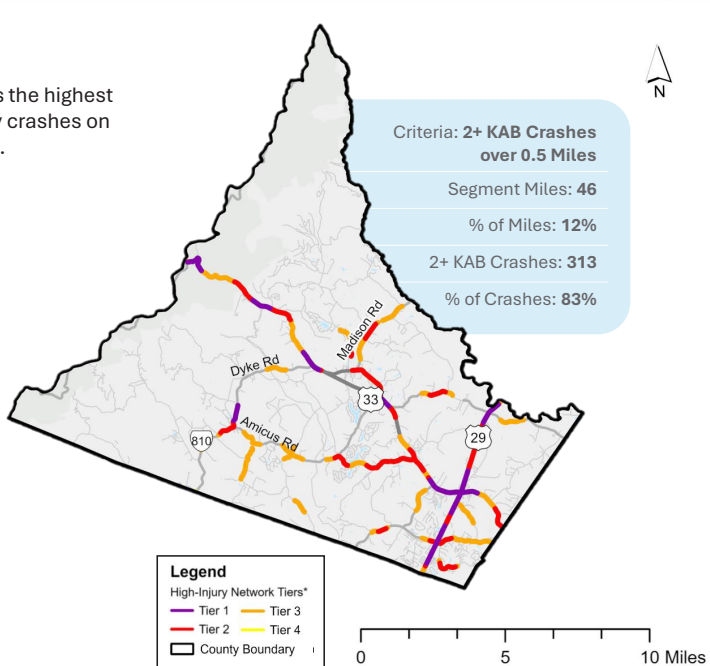 s the highest
y crashes on
.
N
Criteria: 2+ KAB Crashes
over 0.5 Miles
Segment Miles: 46
% of Miles: 12%
2+ KAB Crashes: 313
% of Crashes: 83%
Madison Rd
Dyke Rd
33
810
Amicus Rd
29
Legend
High-Injury Network Tiers*
Tier 1
Tier 3
Tier 2
Tier 4
County Boundary
0
5
10 Miles